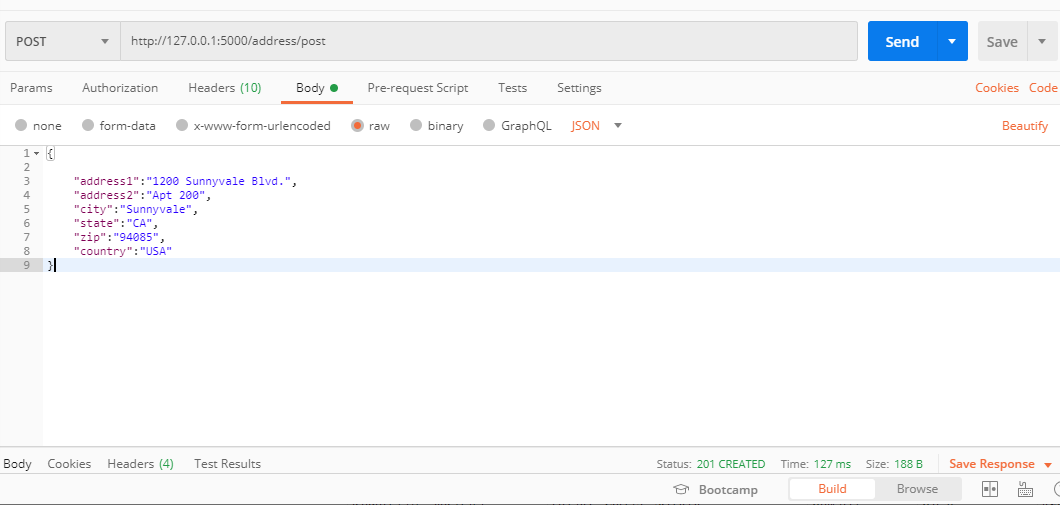 POST http://127.0.0.1:5000/address/post Send Save
Params Authorization Headers (10) Body Pre-request Script Tests Settings Cookies Code
none form-data x-www-form-urlencoded raw binary GraphQL JSON Beautify
1 {
2
3 "address1":"1200 Sunnyvale Blvd.",
4 "address2":"Apt 200",
5 "city":"Sunnyvale",
6 "state":"CA",
7 "zip":"94085",
8 "country":"USA"
9 }
Body Cookies Headers (4) Test Results Status: 201 CREATED Time: 127 ms Size: 188 B Save Response
Bootcamp Build Browse